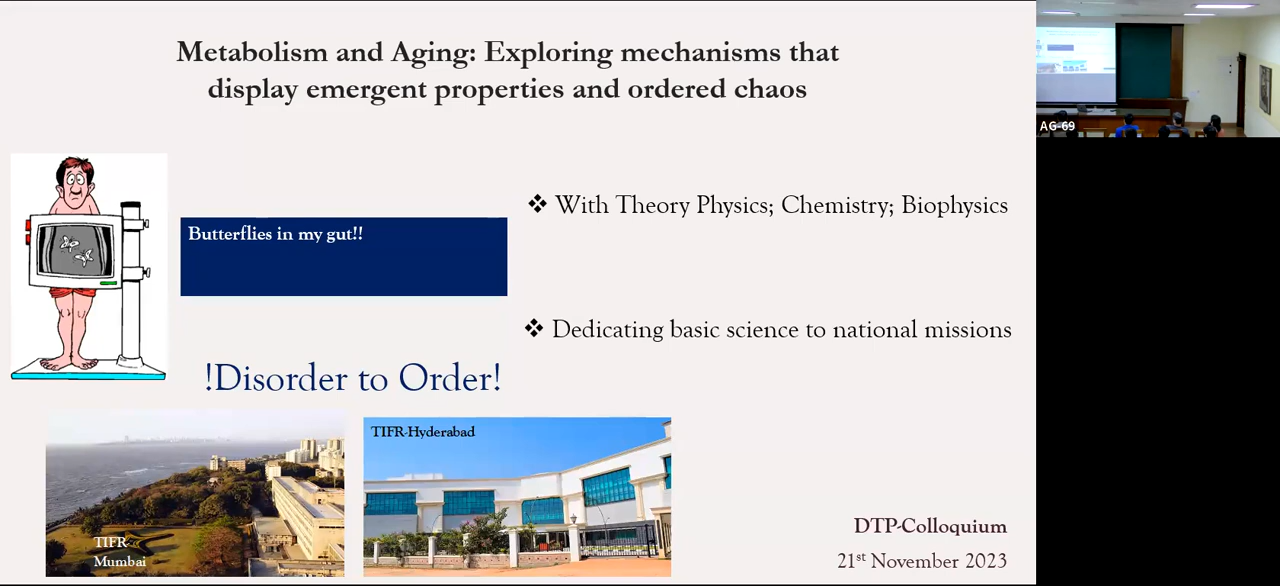 Metabolism and Aging: Exploring mechanisms that
display emergent properties and ordered chaos
Butterflies in my gut!!
❖ With Theory Physics; Chemistry; Biophysics
❖ Dedicating basic science to national missions
!Disorder to Order!
TIFR-
Mumbai
TIFR-Hyderabad
DTP-Colloquium
21st November 2023
AG-69